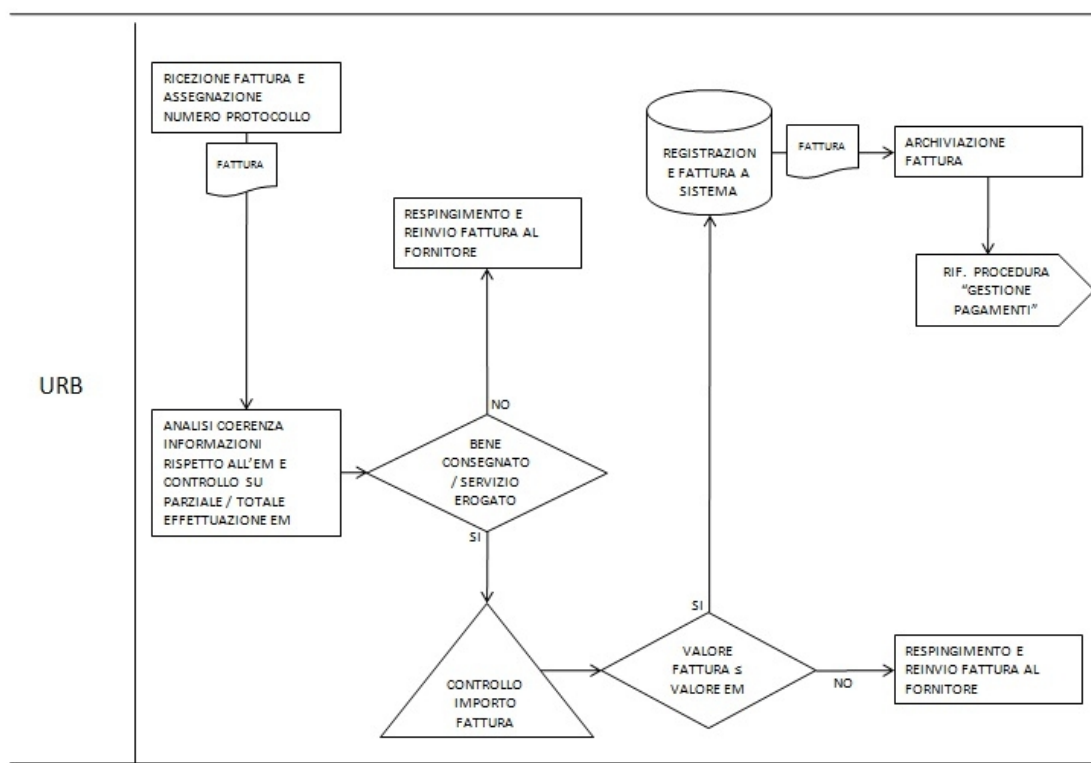 URB
RICEZIONE FATTURA E
ASSEGNAZIONE
NUMERO PROTOCOLLO
FATTURA
ANALISI COERENZA
INFORMAZIONI
RISPETTO ALL'EM E
CONTROLLO SU
PARZIALE / TOTALE
EFFETTUAZIONE EM
RESPINGIMENTO E
REINVIO FATTURA AL
FORNITORE
NO
BENE
CONSEGNATO
/ SERVIZIO
EROGATO
SI
CONTROLLO
IMPORTO
FATTURA
REGISTRAZION
E FATTURA A
SISTEMA
FATTURA
ARCHIVIAZIONE
FATTURA
RIF. PROCEDURA
"GESTIONE
PAGAMENTI"
SI
VALORE
FATTURA ≤
VALORE EM
NO
RESPINGIMENTO E
REINVIO FATTURA AL
FORNITORE